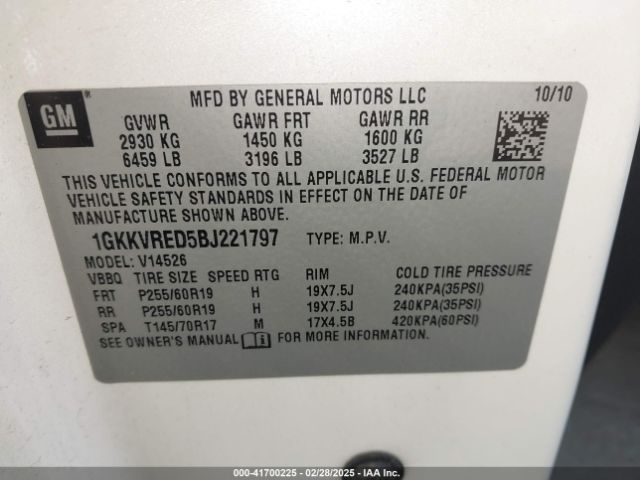 GM ®
MFD BY GENERAL MOTORS LLC 10/10
GVWR GAWR FRT GAWR RR
2930 KG 1450 KG 1600 KG
6459 LB 3196 LB 3527 LB
THIS VEHICLE CONFORMS TO ALL APPLICABLE U.S. FEDERAL MOTOR
VEHICLE SAFETY STANDARDS IN EFFECT ON THE DATE OF
MANUFACTURE SHOWN ABOVE.
1GKKVRED5BJ221797 TYPE: M.P.V.
MODEL: V14526
VBBQ TIRE SIZE SPEED RTG RIM COLD TIRE PRESSURE
FRT P255/60R19 H 19X7.5J 240KPA(35PSI)
RR P255/60R19 H 19X7.5J 240KPA(35PSI)
SPA T145/70R17 M 17X4.5B 420KPA(60PSI)
SEE OWNER'S MANUAL FOR MORE INFORMATION.
000-41700225 - 02/28/2025 - IAA Inc.